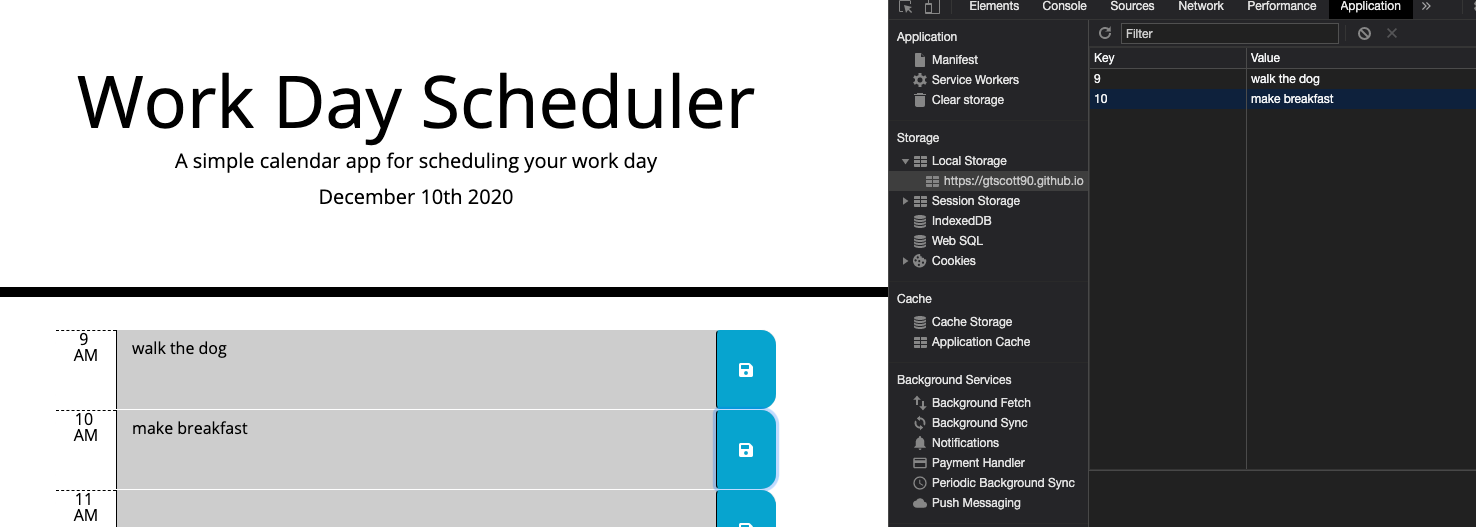 Work Day Scheduler
A simple calendar app for scheduling your work day
December 10th 2020
9
AM
walk the dog
10
AM
make breakfast
11
AM
Elements Console Sources Network Performance Application »
Application
Manifest
Service Workers
Clear storage
Storage
Local Storage
https://gtscott90.github.io
Session Storage
IndexedDB
Web SQL
Cookies
Cache
Cache Storage
Application Cache
Background Services
Background Fetch
Background Sync
Notifications
Payment Handler
Periodic Background Sync
Push Messaging
Filter
Key Value
9 walk the dog
10 make breakfast